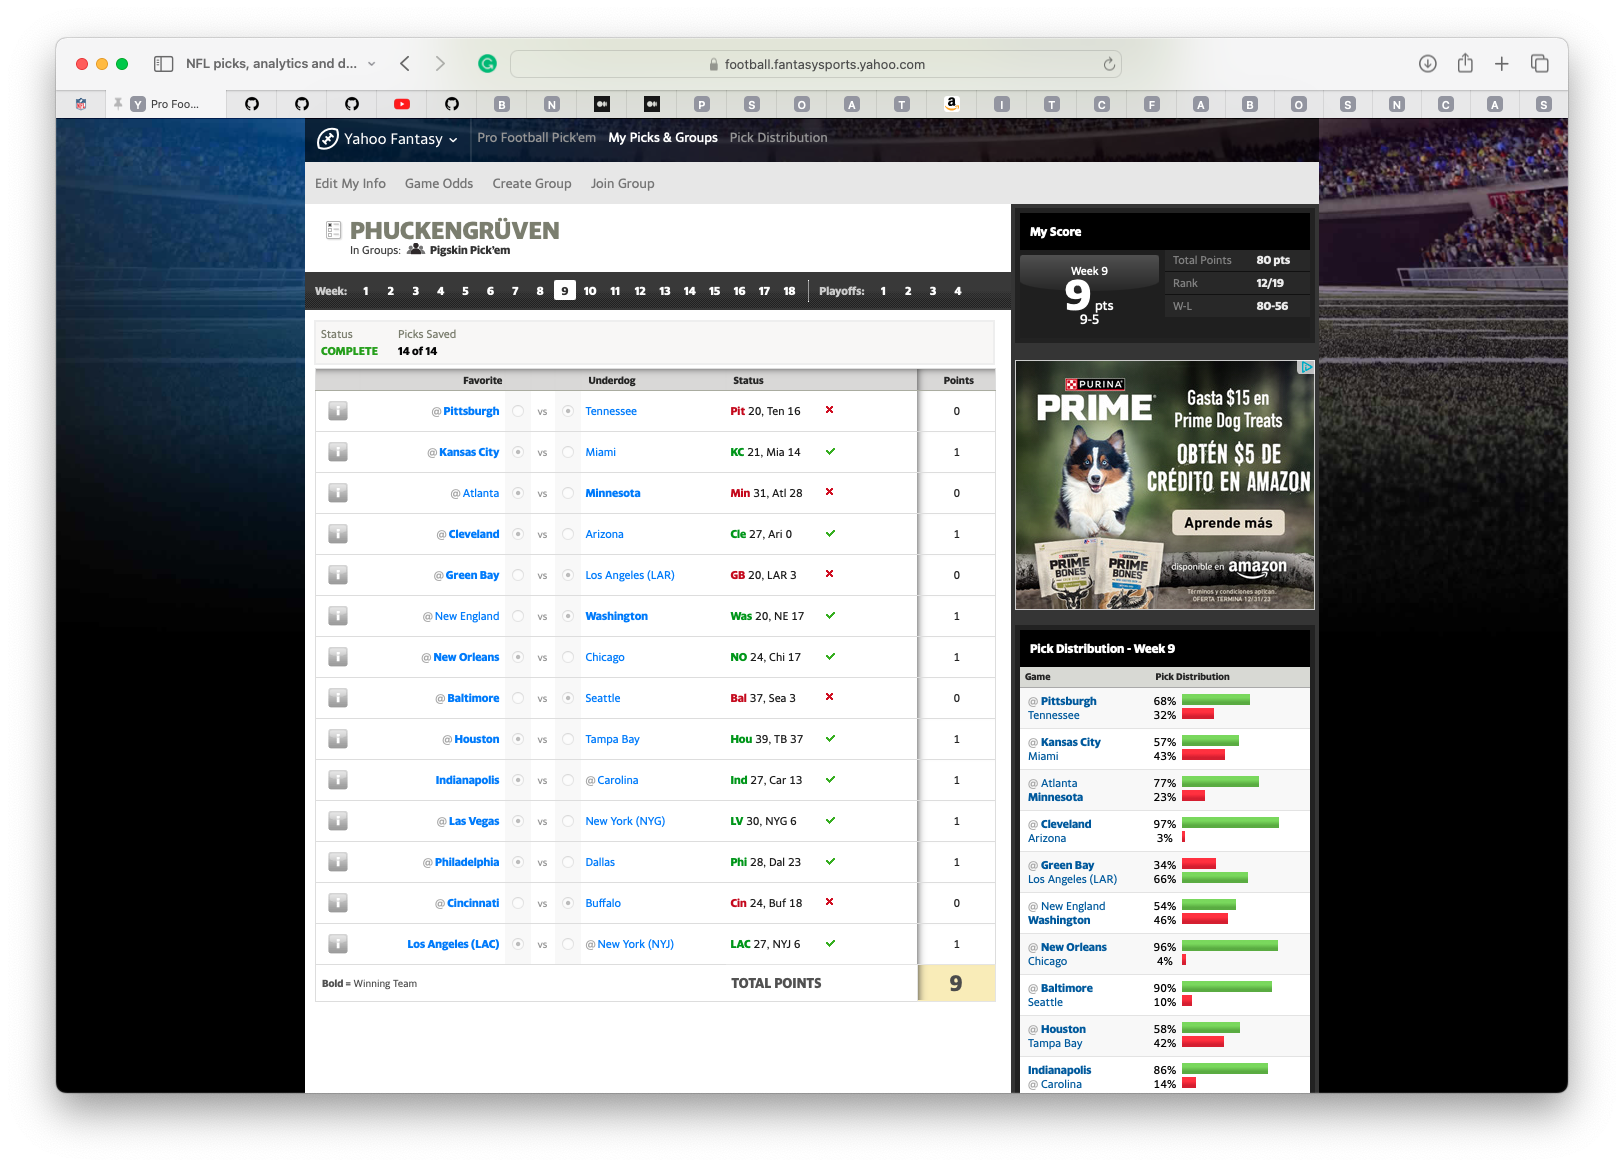 NFL picks, analytics and d...
football.fantasysports.yahoo.com
Y Pro Foo... B N P S O A T a I T C F A B O S N C A S
Yahoo Fantasy Pro Football Pick'em My Picks & Groups Pick Distribution
Edit My Info Game Odds Create Group Join Group
PHUCKENGRÜVEN
In Groups: Pigskin Pick'em
Week: 1 2 3 4 5 6 7 8 9 10 11 12 13 14 15 16 17 18 Playoffs: 1 2 3 4
Status Picks Saved
COMPLETE 14 of 14
Favorite Underdog Status Points
@ Pittsburgh vs Tennessee Pit 20, Ten 16 0
@ Kansas City vs Miami KC 21, Mia 14 1
@ Atlanta vs Minnesota Min 31, Atl 28 0
@ Cleveland vs Arizona Cle 27, Ari 0 1
@ Green Bay vs Los Angeles (LAR) GB 20, LAR 3 0
@ New England vs Washington Was 20, NE 17 1
@ New Orleans vs Chicago NO 24, Chi 17 1
@ Baltimore vs Seattle Bal 37, Sea 3 0
@ Houston vs Tampa Bay Hou 39, TB 37 1
Indianapolis vs @ Carolina Ind 27, Car 13 1
@ Las Vegas vs New York (NYG) LV 30, NYG 6 1
@ Philadelphia vs Dallas Phi 28, Dal 23 1
@ Cincinnati vs Buffalo Cin 24, Buf 18 0
Los Angeles (LAC) vs @ New York (NYJ) LAC 27, NYJ 6 1
Bold = Winning Team TOTAL POINTS 9
My Score
Week 9
9 pts
9-5
Total Points 80 pts
Rank 12/19
W-L 80-56
PURINA
PRIME
Gasta $15 en
Prime Dog Treats
OBTÉN $5 DE
CRÉDITO EN AMAZON
Aprende más
PRIME BONES
PRIME BONES
disponible en amazon
Términos y condiciones aplican.
OFERTA TERMINA 12/31/23
Pick Distribution - Week 9
Game Pick Distribution
@ Pittsburgh 68%
Tennessee 32%
@ Kansas City 57%
Miami 43%
@ Atlanta 77%
Minnesota 23%
@ Cleveland 97%
Arizona 3%
@ Green Bay 34%
Los Angeles (LAR) 66%
@ New England 54%
Washington 46%
@ New Orleans 96%
Chicago 4%
@ Baltimore 90%
Seattle 10%
@ Houston 58%
Tampa Bay 42%
Indianapolis 86%
@ Carolina 14%